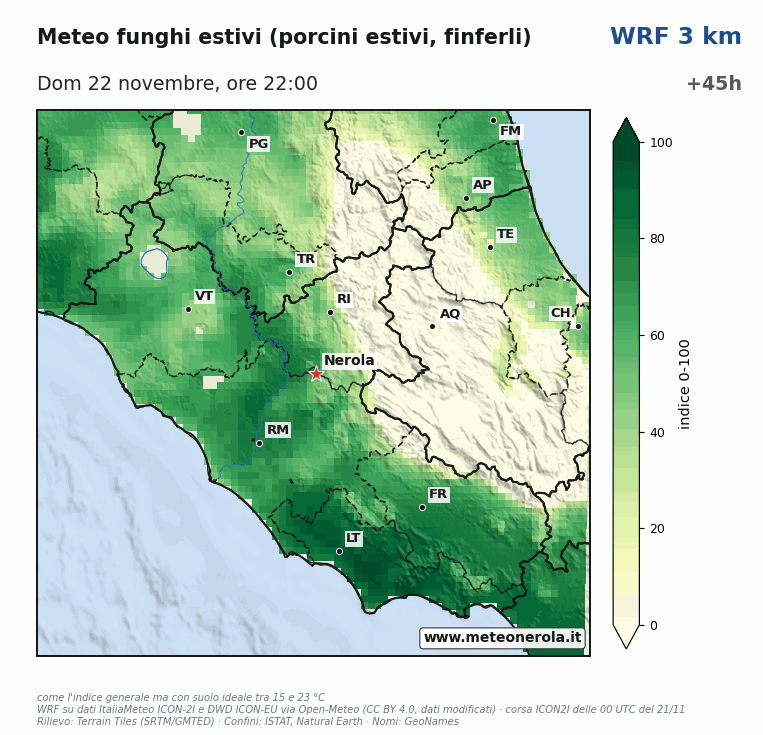 Meteo funghi estivi (porcini estivi, finferli)
WRF 3 km
Dom 22 novembre, ore 22:00
+45h
FM
PG
AP
TE
TR
VT
RI
AQ
CH
Nerola
RM
FR
LT
www.meteonerola.it
100
80
60
40
20
0
indice 0-100
come l'indice generale ma con suolo ideale tra 15 e 23 °C
WRF su dati ItaliaMeteo ICON-2I e DWD ICON-EU via Open-Meteo (CC BY 4.0, dati modificati) · corsa ICON2I delle 00 UTC del 21/11
Rilievo: Terrain Tiles (SRTM/GMTED) · Confini: ISTAT, Natural Earth · Nomi: GeoNames